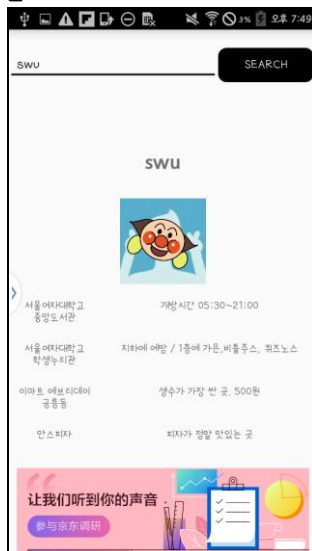 3% 오후 7:49
swu
SEARCH
swu
서울여자대학교
중앙도서관
개방시간 05:30~21:00
서울여자대학교
학생누리관
지하에 에땀 / 1층에 가온,비틀주스, 퀴즈노스
이마트 에브리데이
공릉동
생수가 가장 싼 곳. 500원
만스피자
피자가 정말 맛있는 곳
让我们听到你的声音
参与京东调研